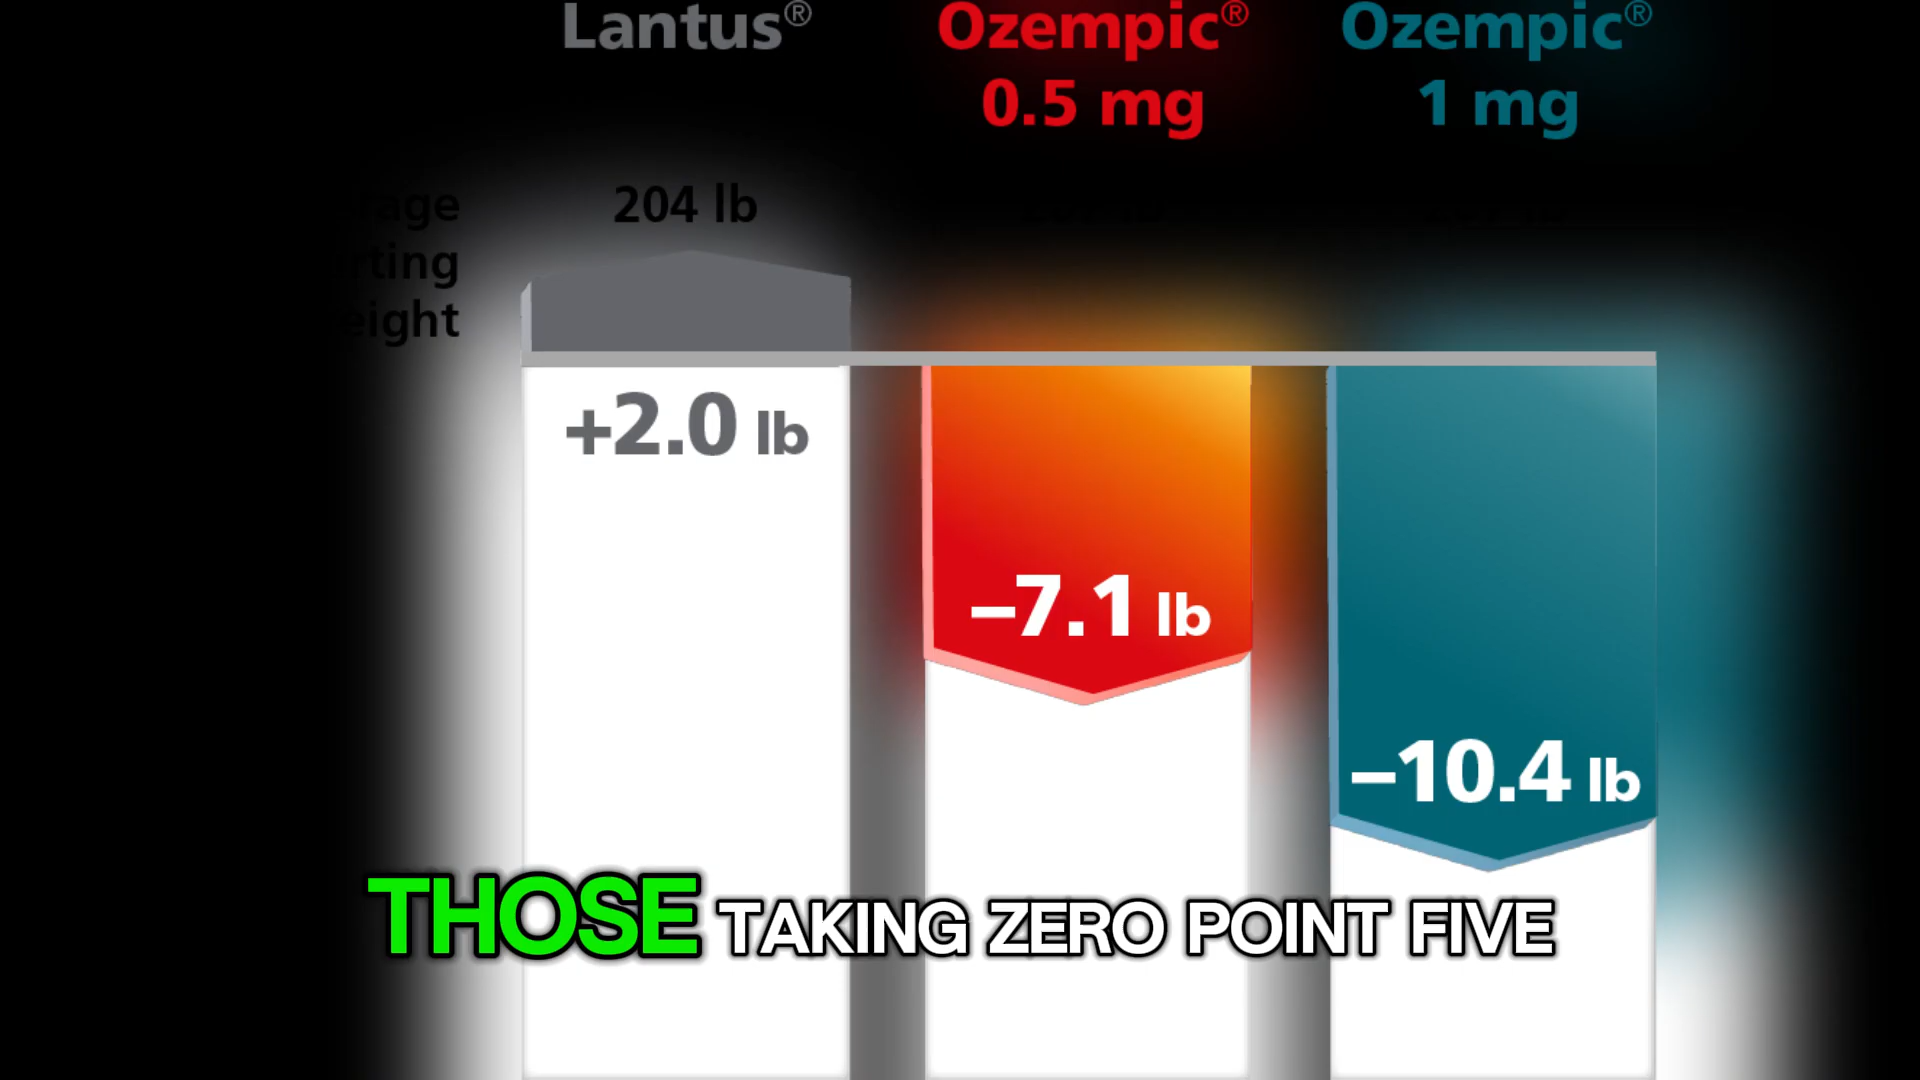 Lantus®
Ozempic®
0.5 mg
Ozempic®
1 mg
204 lb
rting
+2.0 lb
–7.1 lb
–10.4 lb
THOSE TAKING ZERO POINT FIVE